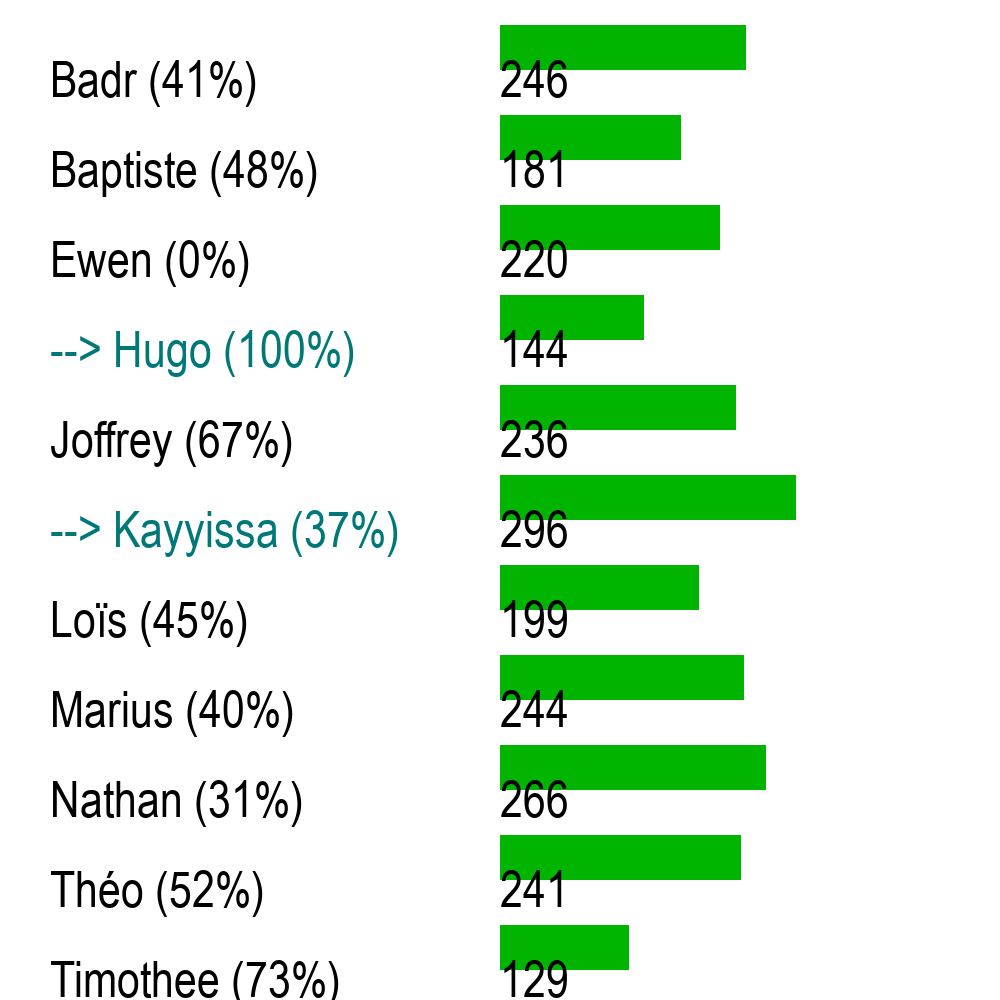 Badr (41%) 246
Baptiste (48%) 181
Ewen (0%) 220
--> Hugo (100%) 144
Joffrey (67%) 236
--> Kayyissa (37%) 296
Loïs (45%) 199
Marius (40%) 244
Nathan (31%) 266
Théo (52%) 241
Timothee (73%) 129